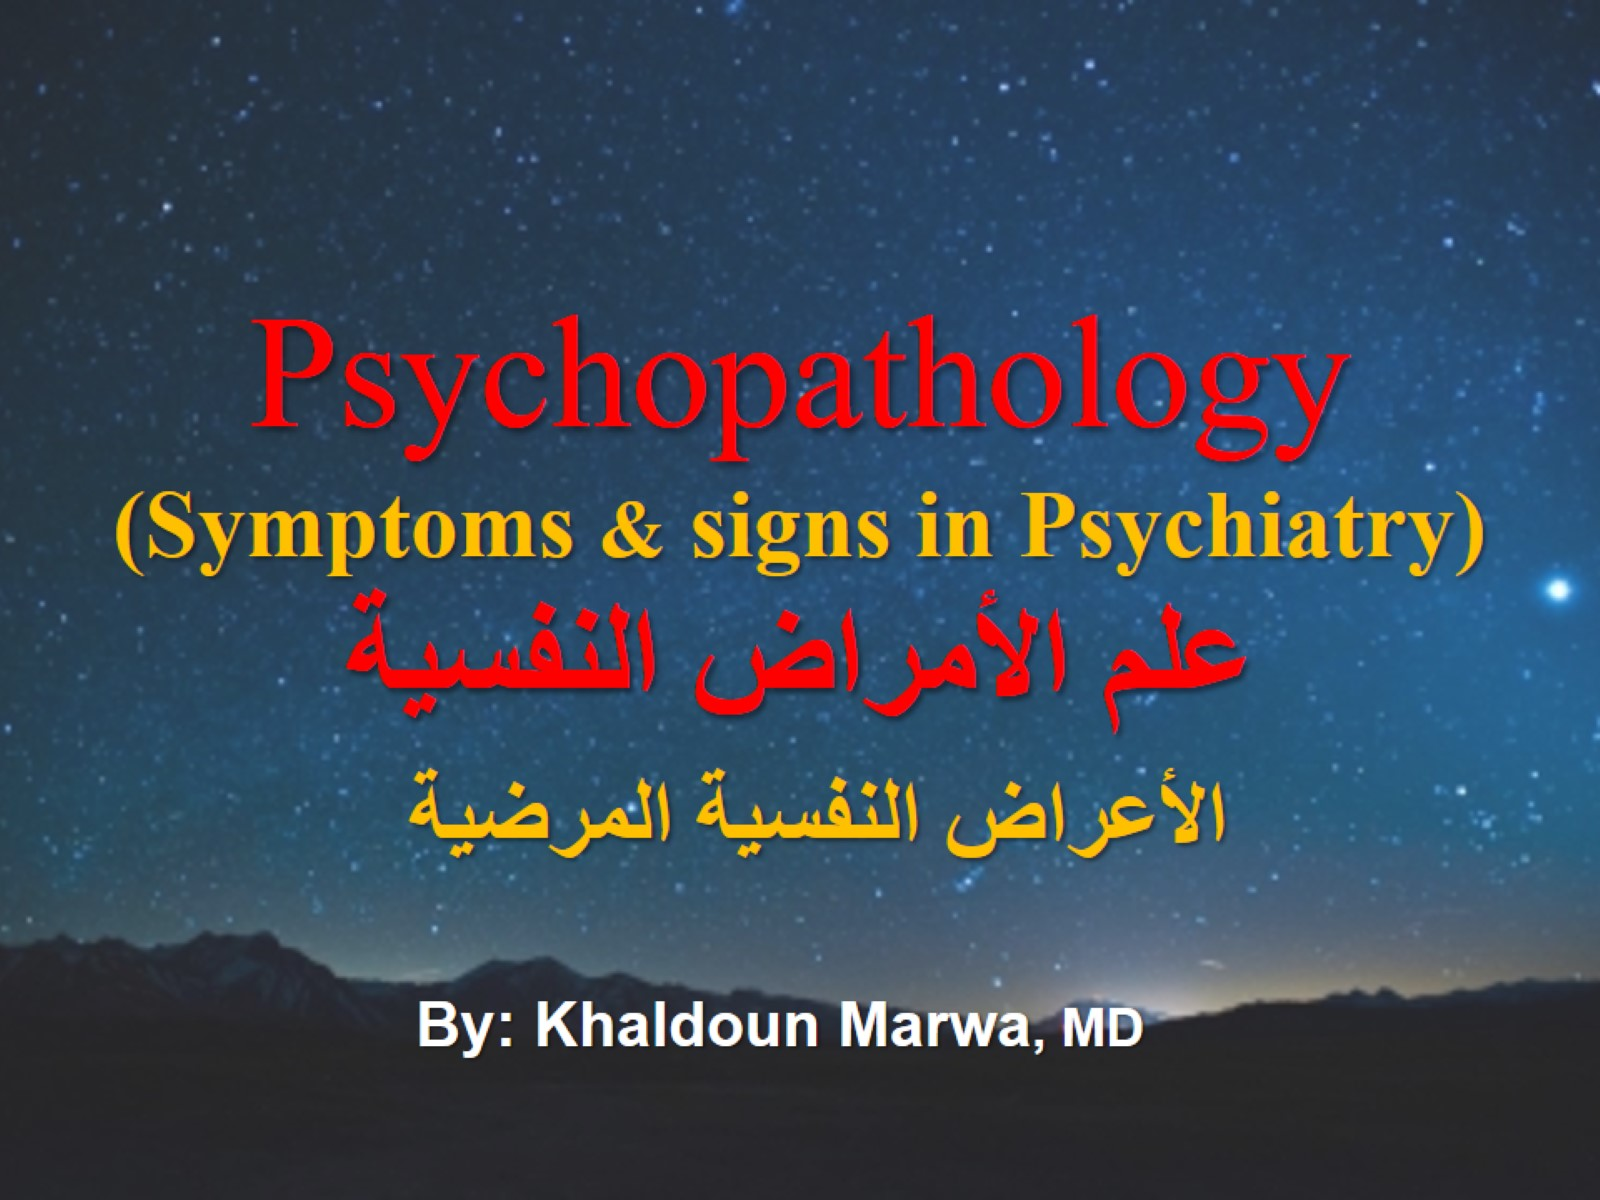 Psychopathology
(Symptoms & signs in Psychiatry)
علم الأمراض النفسية
الأعراض النفسية المرضية
By: Khaldoun Marwa, MD